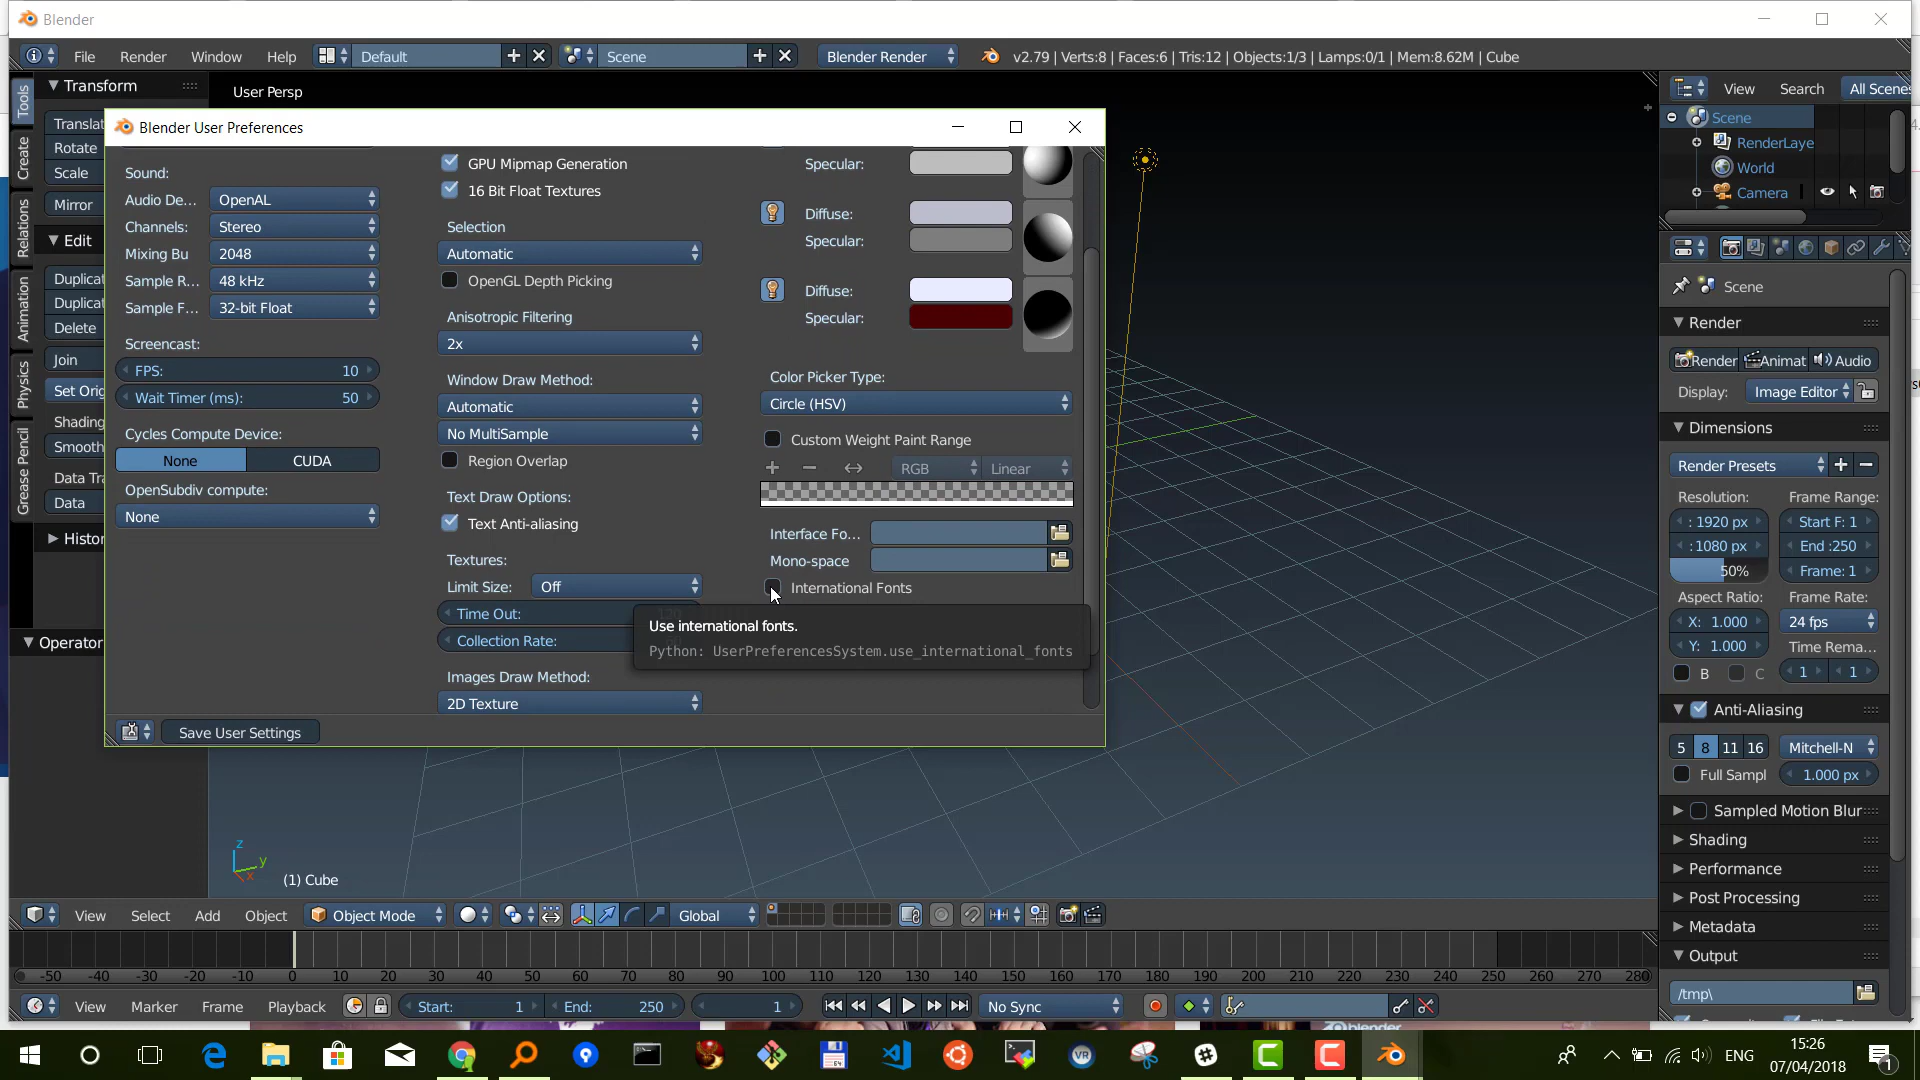 Blender
File Render Window Help Default Scene Blender Render v2.79 | Verts:8 | Faces:6 | Tris:12 | Objects:1/3 | Lamps:0/1 | Mem:8.62M | Cube
Tools
Create
Relations
Animation
Physics
Grease Pencil
Transform
Translat
Rotate
Scale
Mirror
Edit
Duplicat
Duplicat
Delete
Join
Set Orig
Shading
Smooth
Data Tr
Data
Histor
Operator
User Persp
Blender User Preferences
Sound:
Audio De... OpenAL
Channels: Stereo
Mixing Bu 2048
Sample R... 48 kHz
Sample F... 32-bit Float
Screencast:
FPS: 10
Wait Timer (ms): 50
Cycles Compute Device:
None CUDA
OpenSubdiv compute:
None
GPU Mipmap Generation
16 Bit Float Textures
Selection
Automatic
OpenGL Depth Picking
Anisotropic Filtering
2x
Window Draw Method:
Automatic
No MultiSample
Region Overlap
Text Draw Options:
Text Anti-aliasing
Textures:
Limit Size: Off
Time Out:
Collection Rate:
Images Draw Method:
2D Texture
Specular:
Diffuse:
Specular:
Diffuse:
Specular:
Color Picker Type:
Circle (HSV)
Custom Weight Paint Range
RGB Linear
Interface Fo...
Mono-space
International Fonts
Use international fonts.
Python: UserPreferencesSystem.use_international_fonts
Save User Settings
z
y
x
(1) Cube
View Select Add Object Object Mode Global
-50 -40 -30 -20 -10 0 10 20 30 40 50 60 70 80 90 100 110 120 130 140 150 160 170 180 190 200 210 220 230 240 250 260 270 280
View Marker Frame Playback Start: 1 End: 250 1 No Sync
View Search All Scenes
Scene
RenderLaye
World
Camera
Scene
Render
Render Animat Audio
Display: Image Editor
Dimensions
Render Presets
Resolution: Frame Range:
: 1920 px Start F: 1
: 1080 px End :250
50% Frame: 1
Aspect Ratio: Frame Rate:
X: 1.000 24 fps
Y: 1.000 Time Rema...
B C 1 1
Anti-Aliasing
5 8 11 16 Mitchell-N
Full Sampl 1.000 px
Sampled Motion Blur
Shading
Performance
Post Processing
Metadata
Output
/tmp\
ENG
15:26
07/04/2018
1